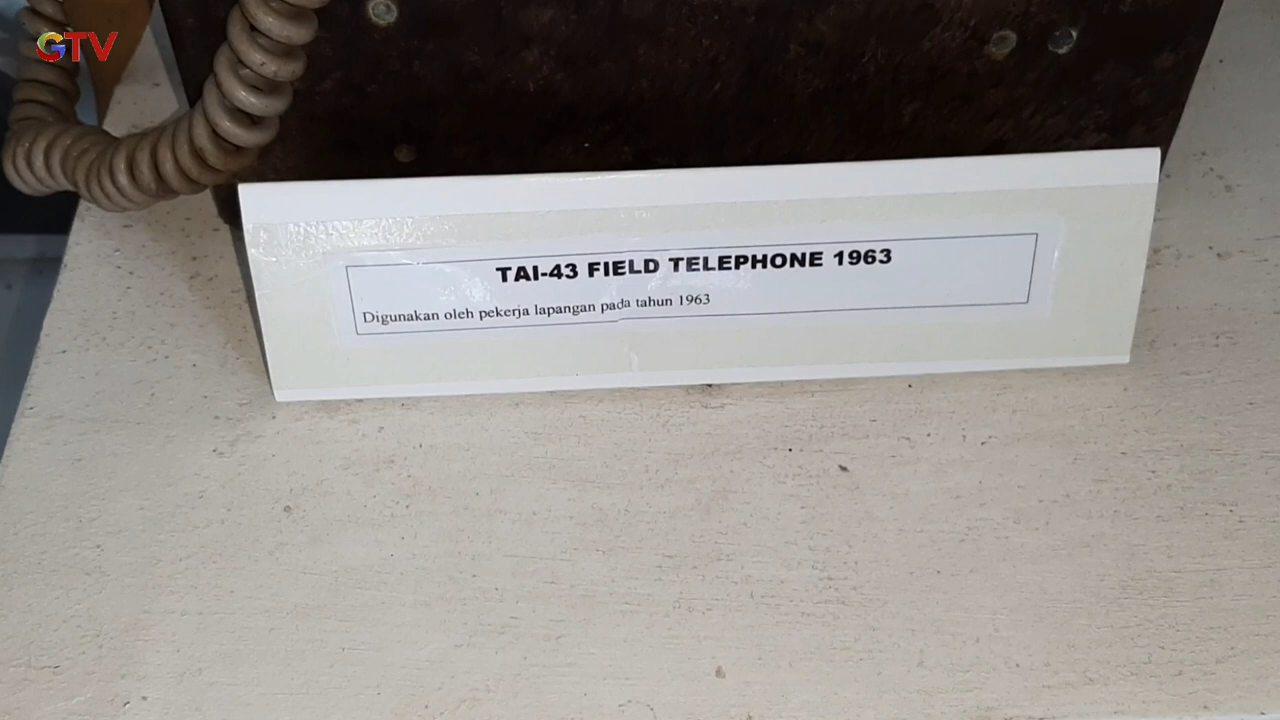 GTV
TAI-43 FIELD TELEPHONE 1963
Digunakan oleh pekerja lapangan pada tahun 1963